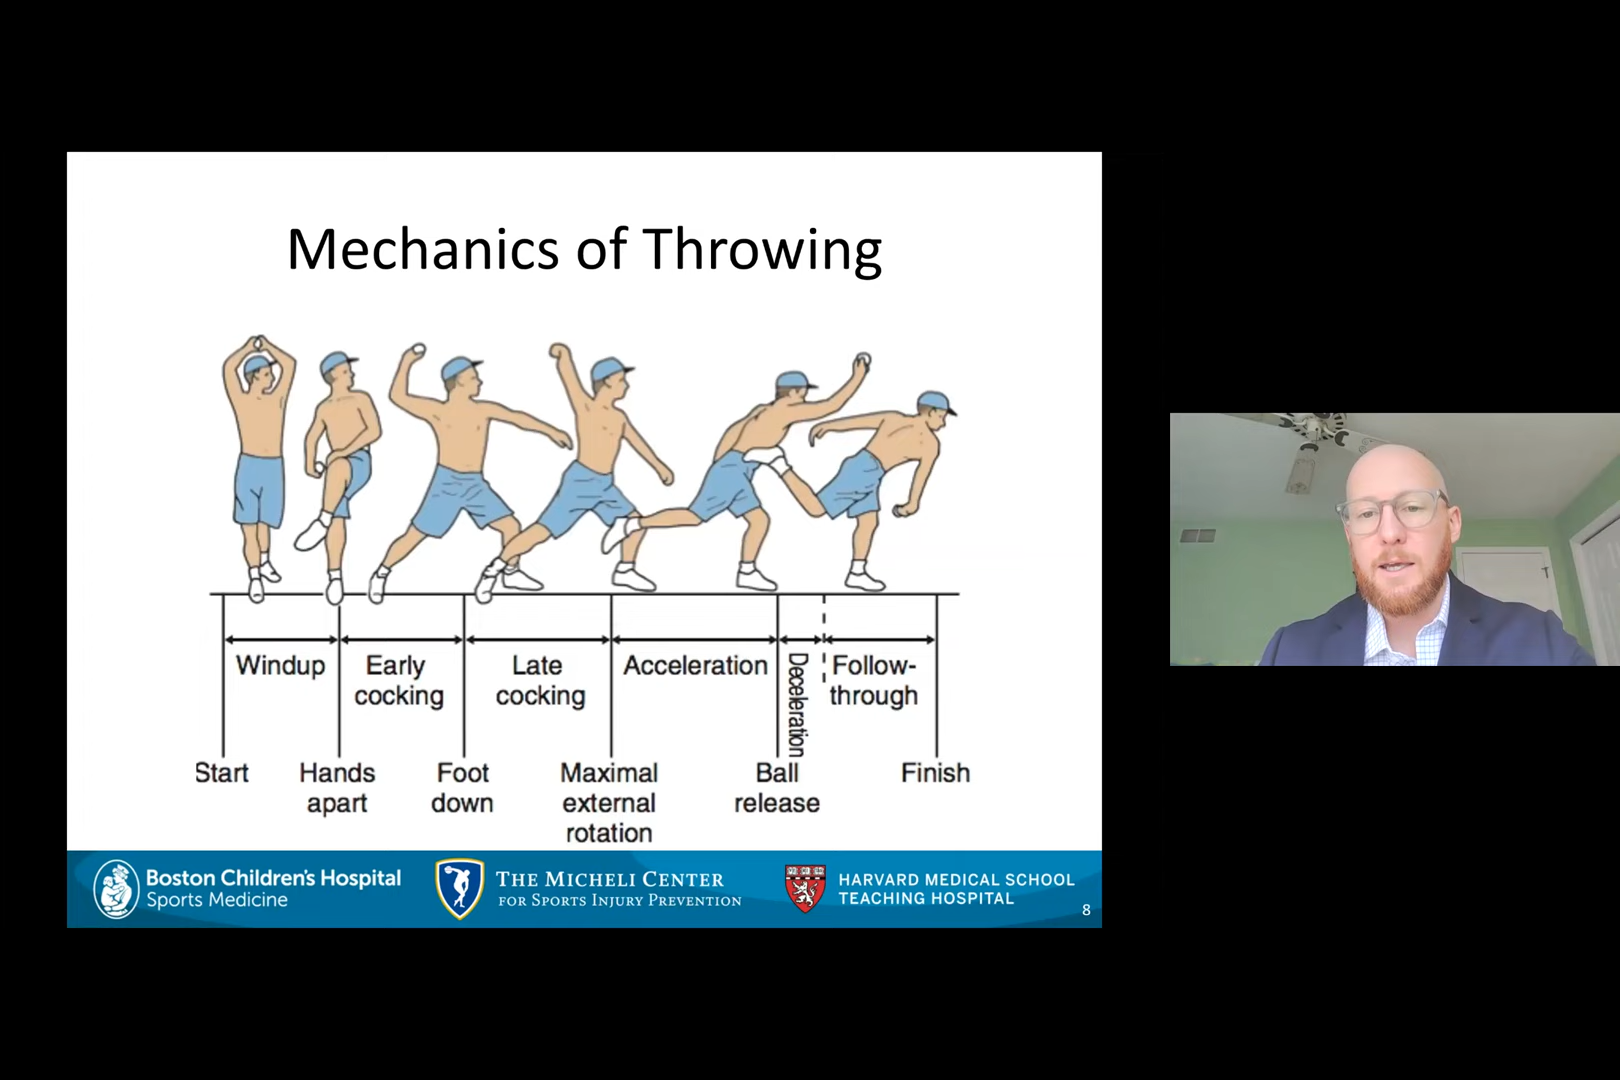 Mechanics of Throwing
Windup
Early
cocking
Late
cocking
Acceleration
Deceleration
Follow-
through
Start
Hands
apart
Foot
down
Maximal
external
rotation
Ball
release
Finish
Boston Children's Hospital
Sports Medicine
THE MICHELI CENTER
FOR SPORTS INJURY PREVENTION
HARVARD MEDICAL SCHOOL
TEACHING HOSPITAL
8